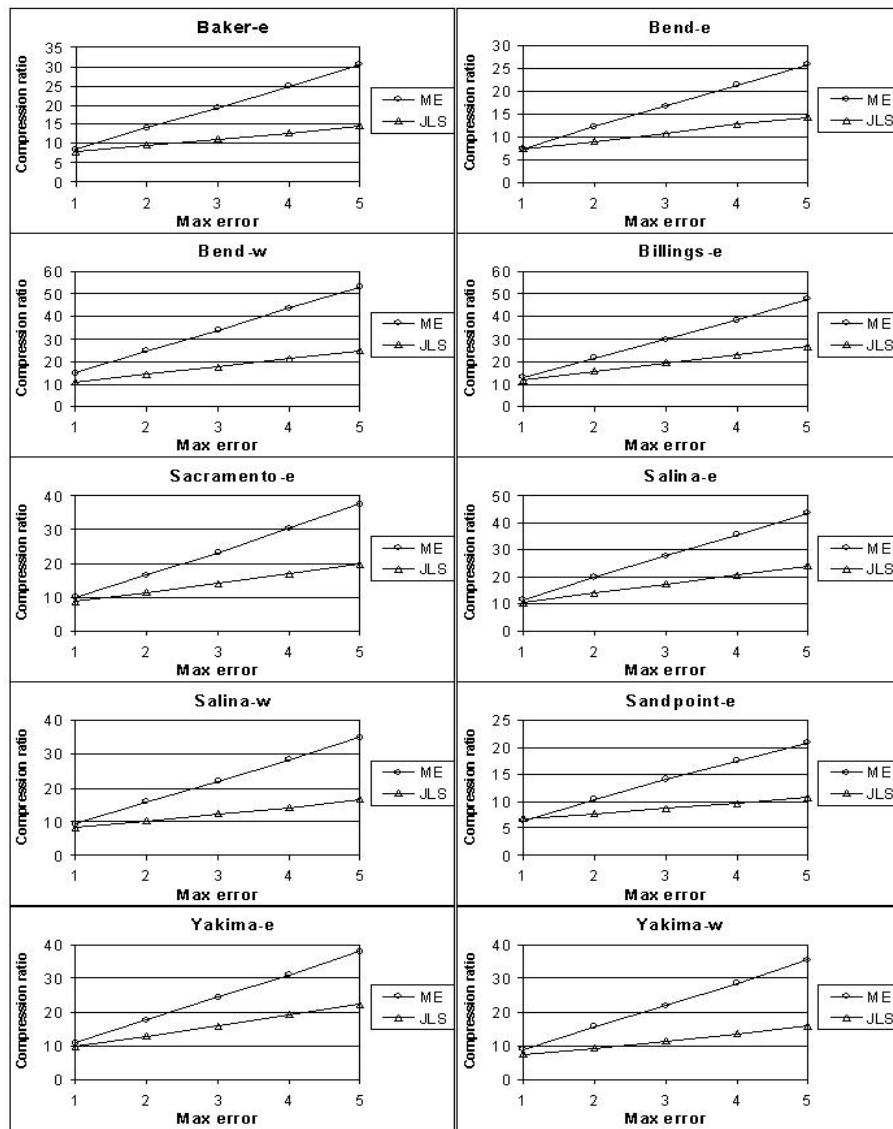 Baker-e
Compression ratio
35
30
25
20
15
10
5
0
1 2 3 4 5
Max error
ME
JLS
Bend-e
Compression ratio
30
25
20
15
10
5
0
1 2 3 4 5
Max error
ME
JLS
Bend-w
Compression ratio
60
50
40
30
20
10
0
1 2 3 4 5
Max error
ME
JLS
Billings-e
Compression ratio
60
50
40
30
20
10
0
1 2 3 4 5
Max error
ME
JLS
Sacramento-e
Compression ratio
40
30
20
10
0
1 2 3 4 5
Max error
ME
JLS
Salina-e
Compression ratio
50
40
30
20
10
0
1 2 3 4 5
Max error
ME
JLS
Salina-w
Compression ratio
40
30
20
10
0
1 2 3 4 5
Max error
ME
JLS
Sandpoint-e
Compression ratio
25
20
15
10
5
0
1 2 3 4 5
Max error
ME
JLS
Yakima-e
Compression ratio
40
30
20
10
0
1 2 3 4 5
Max error
ME
JLS
Yakima-w
Compression ratio
40
30
20
10
0
1 2 3 4 5
Max error
ME
JLS